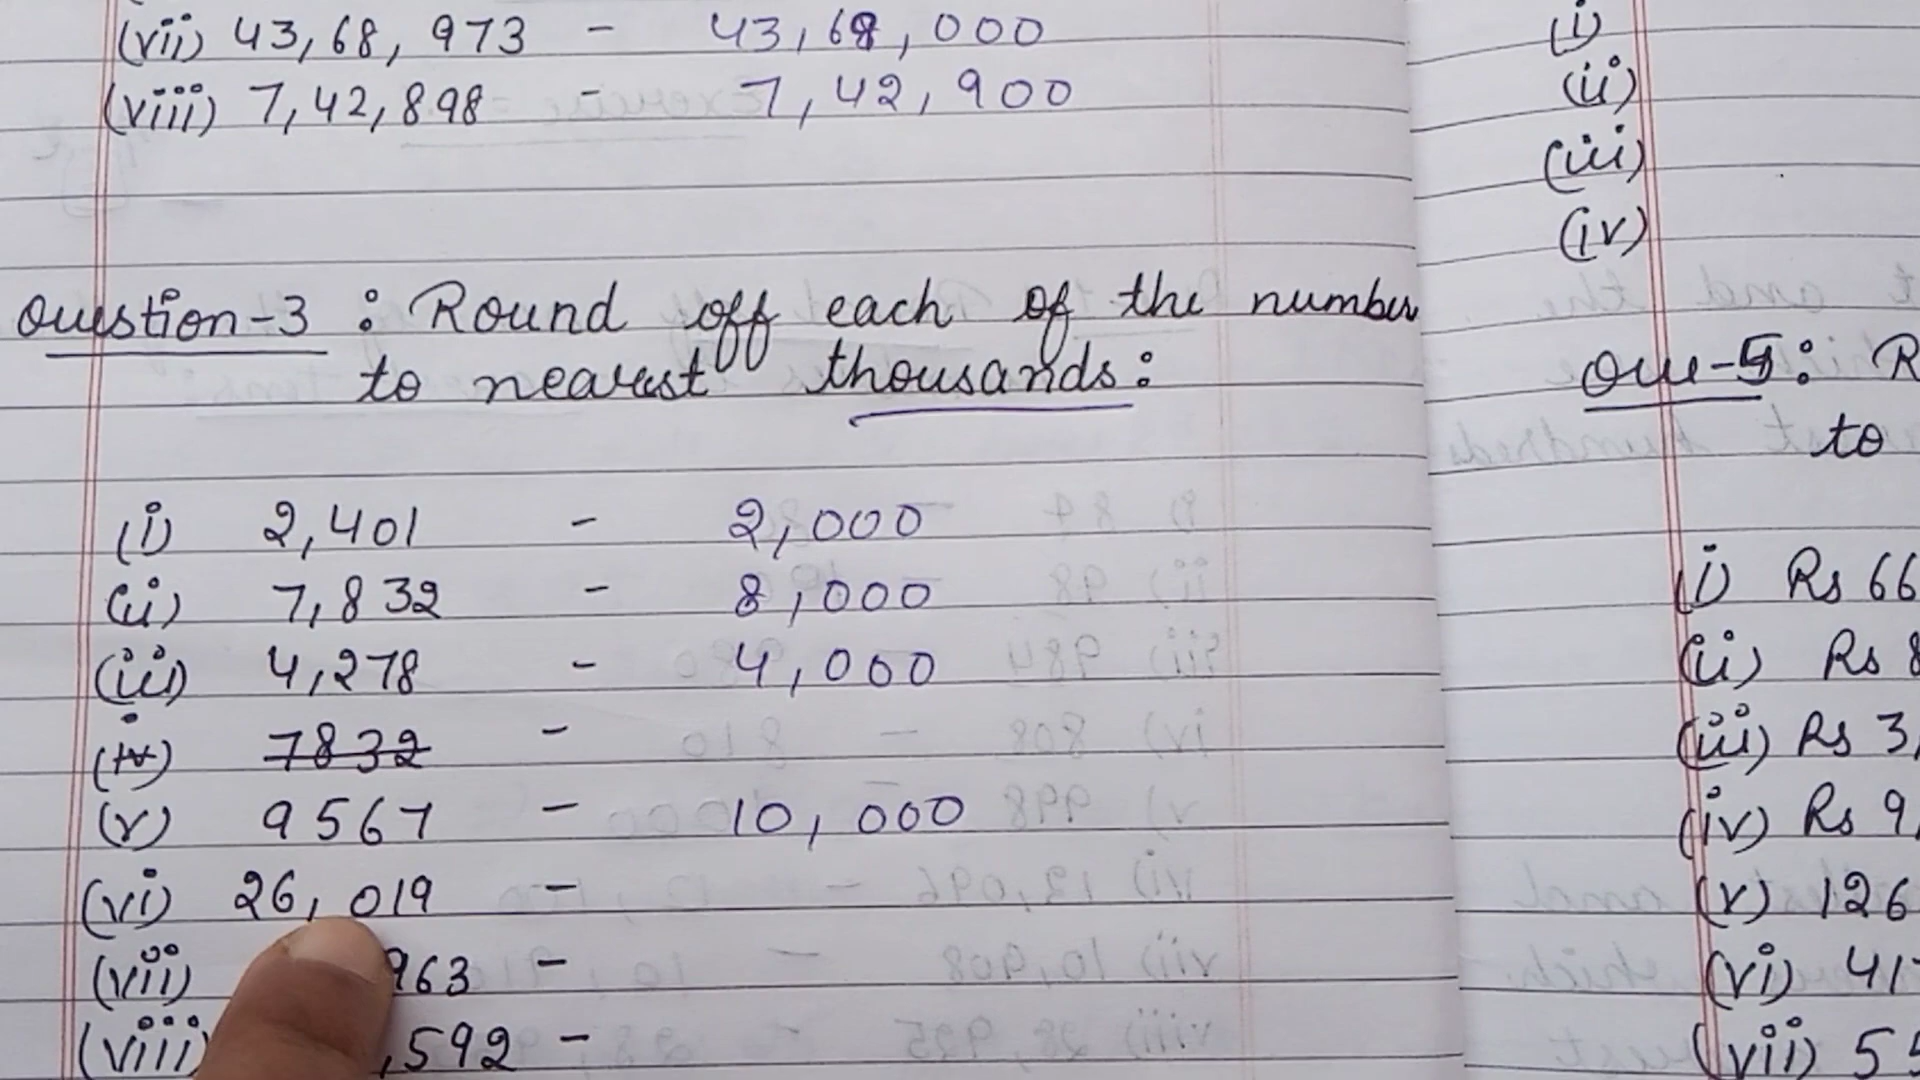 (vii) 43,68,973 - 43,68,000
(viii) 7,42,898 - 7,42,900
Question-3 : Round off each of the number
to nearest thousands:
(i) 2,401 - 2,000
(ii) 7,832 - 8,000
(iii) 4,278 - 4,000
(iv) 7832 -
(v) 9567 - 10,000
(vi) 26,019 -
(vii) 963 -
(viii) ,592 -
(i)
(ii)
(iii)
(iv)
Que-5: R
to
(i) Rs 66
(ii) Rs 8
(iii) Rs 3,
(iv) Rs 9,
(v) 126
(vi) 41
(vii) 55